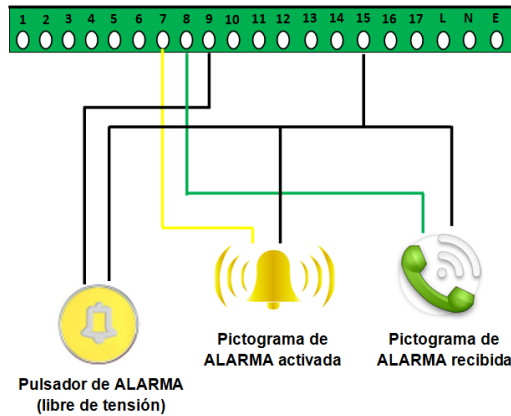 1 2 3 4 5 6 7 8 9 10 11 12 13 14 15 16 17 L N E
Pictograma de
ALARMA activada
Pictograma de
ALARMA recibida
Pulsador de ALARMA
(libre de tensión)